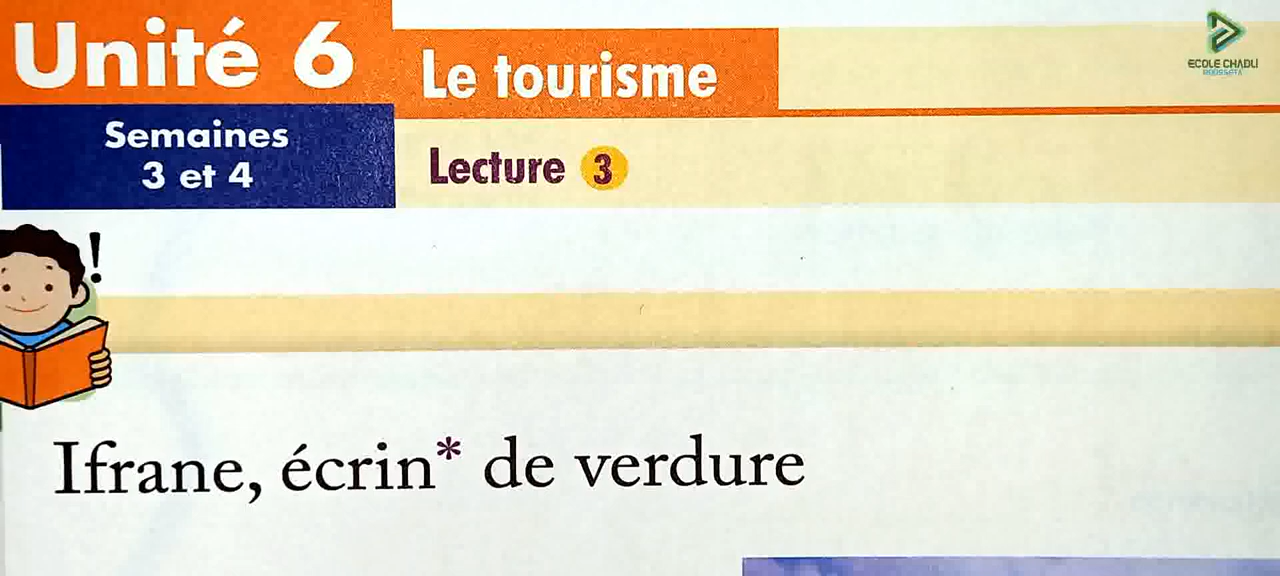 Unité 6
Le tourisme
ECOLE CHADLI
Semaines
3 et 4
Lecture 3
!
Ifrane, écrin* de verdure